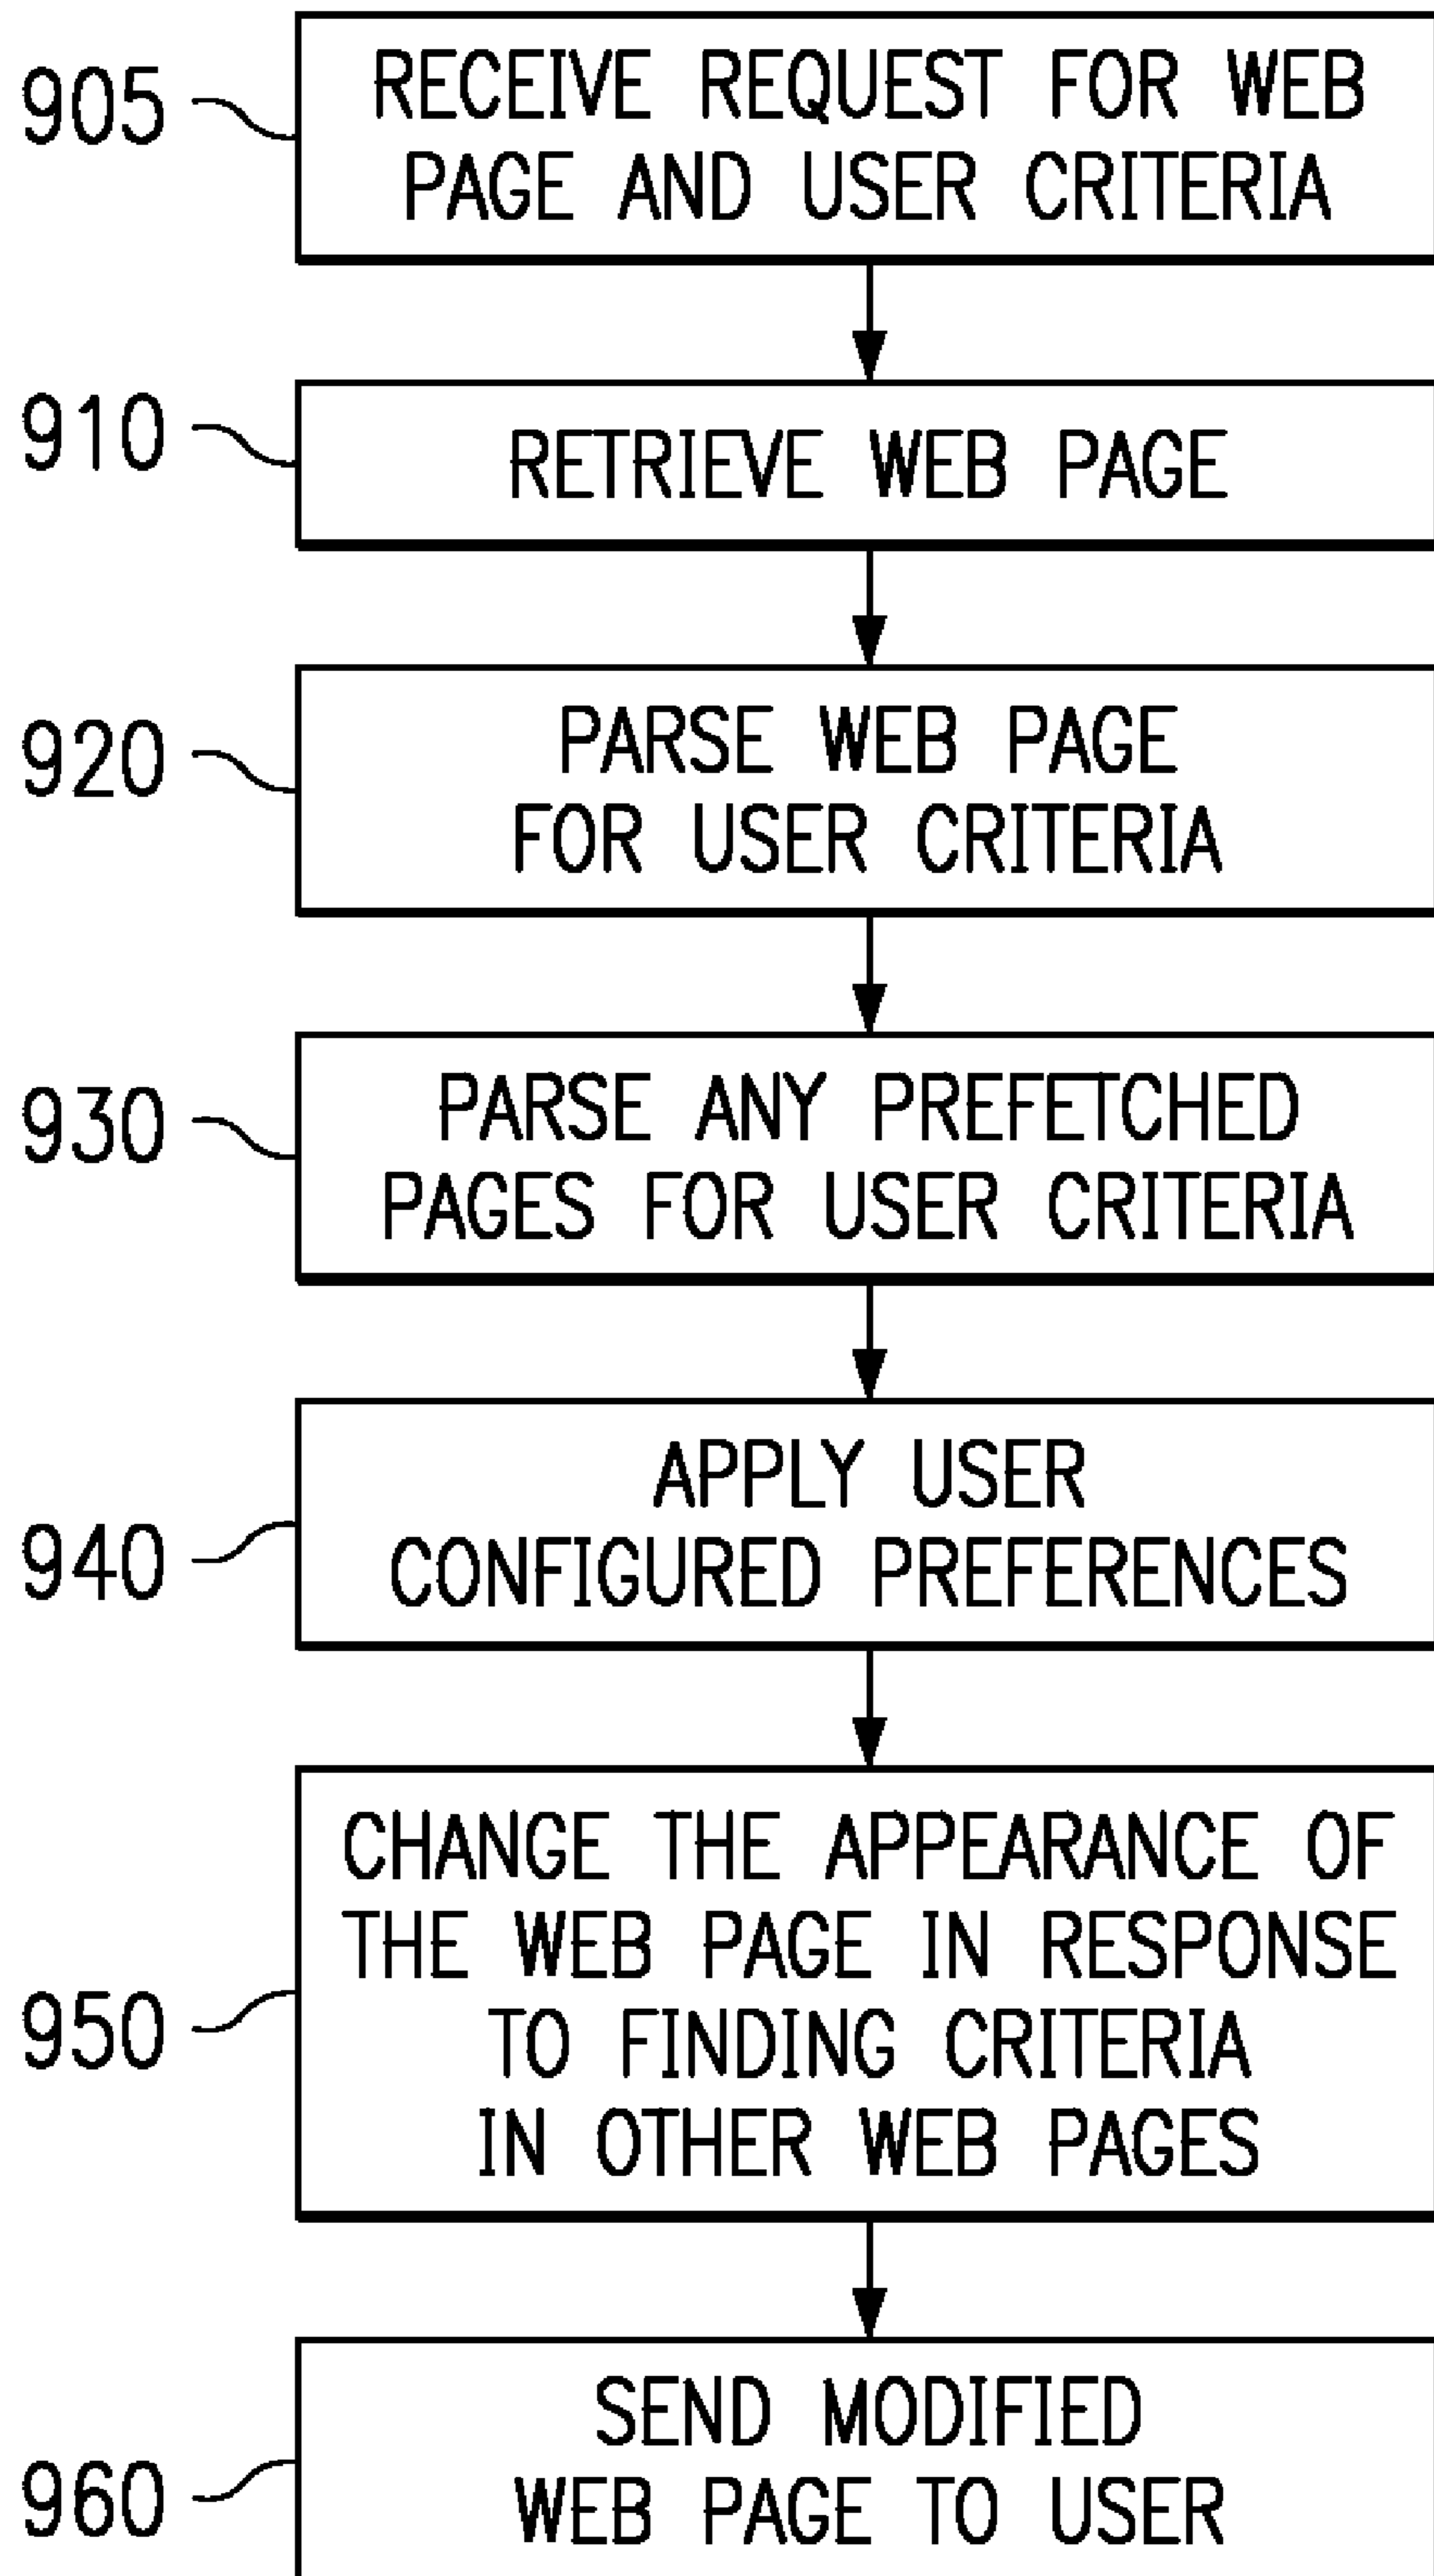 905
RECEIVE REQUEST FOR WEB
PAGE AND USER CRITERIA
910
RETRIEVE WEB PAGE
920
PARSE WEB PAGE
FOR USER CRITERIA
930
PARSE ANY PREFETCHED
PAGES FOR USER CRITERIA
940
APPLY USER
CONFIGURED PREFERENCES
950
CHANGE THE APPEARANCE OF
THE WEB PAGE IN RESPONSE
TO FINDING CRITERIA
IN OTHER WEB PAGES
960
SEND MODIFIED
WEB PAGE TO USER